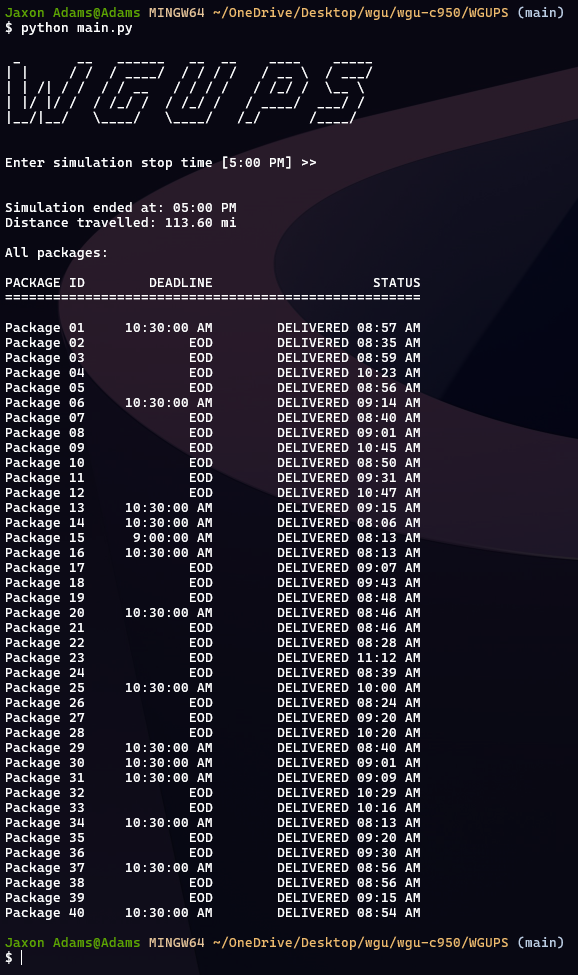 Jaxon Adams@Adams MINGW64 ~/OneDrive/Desktop/wgu/wgu-c950/WGUPS (main)
$ python main.py
WGUPS
Enter simulation stop time [5:00 PM] >>
Simulation ended at: 05:00 PM
Distance travelled: 113.60 mi
All packages:
PACKAGE ID        DEADLINE                    STATUS
====================================================
Package 01     10:30:00 AM        DELIVERED 08:57 AM
Package 02             EOD        DELIVERED 08:35 AM
Package 03             EOD        DELIVERED 08:59 AM
Package 04             EOD        DELIVERED 10:23 AM
Package 05             EOD        DELIVERED 08:56 AM
Package 06     10:30:00 AM        DELIVERED 09:14 AM
Package 07             EOD        DELIVERED 08:40 AM
Package 08             EOD        DELIVERED 09:01 AM
Package 09             EOD        DELIVERED 10:45 AM
Package 10             EOD        DELIVERED 08:50 AM
Package 11             EOD        DELIVERED 09:31 AM
Package 12             EOD        DELIVERED 10:47 AM
Package 13     10:30:00 AM        DELIVERED 09:15 AM
Package 14     10:30:00 AM        DELIVERED 08:06 AM
Package 15      9:00:00 AM        DELIVERED 08:13 AM
Package 16     10:30:00 AM        DELIVERED 08:13 AM
Package 17             EOD        DELIVERED 09:07 AM
Package 18             EOD        DELIVERED 09:43 AM
Package 19             EOD        DELIVERED 08:48 AM
Package 20     10:30:00 AM        DELIVERED 08:46 AM
Package 21             EOD        DELIVERED 08:46 AM
Package 22             EOD        DELIVERED 08:28 AM
Package 23             EOD        DELIVERED 11:12 AM
Package 24             EOD        DELIVERED 08:39 AM
Package 25     10:30:00 AM        DELIVERED 10:00 AM
Package 26             EOD        DELIVERED 08:24 AM
Package 27             EOD        DELIVERED 09:20 AM
Package 28             EOD        DELIVERED 10:20 AM
Package 29     10:30:00 AM        DELIVERED 08:40 AM
Package 30     10:30:00 AM        DELIVERED 09:01 AM
Package 31     10:30:00 AM        DELIVERED 09:09 AM
Package 32             EOD        DELIVERED 10:29 AM
Package 33             EOD        DELIVERED 10:16 AM
Package 34     10:30:00 AM        DELIVERED 08:13 AM
Package 35             EOD        DELIVERED 09:20 AM
Package 36             EOD        DELIVERED 09:30 AM
Package 37     10:30:00 AM        DELIVERED 08:56 AM
Package 38             EOD        DELIVERED 08:56 AM
Package 39             EOD        DELIVERED 09:15 AM
Package 40     10:30:00 AM        DELIVERED 08:54 AM
Jaxon Adams@Adams MINGW64 ~/OneDrive/Desktop/wgu/wgu-c950/WGUPS (main)
$